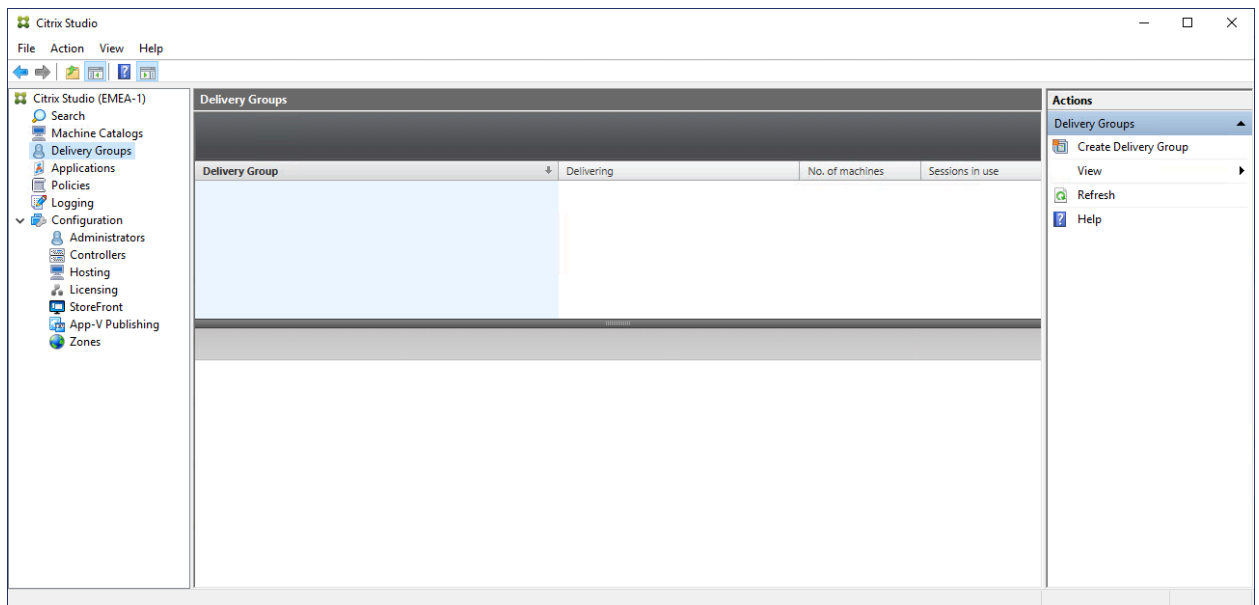 Citrix Studio
File Action View Help
Citrix Studio (EMEA-1)
Search
Machine Catalogs
Delivery Groups
Applications
Policies
Logging
Configuration
Administrators
Controllers
Hosting
Licensing
StoreFront
App-V Publishing
Zones
Delivery Groups
Delivery Group Delivering No. of machines Sessions in use
Actions
Delivery Groups
Create Delivery Group
View
Refresh
Help